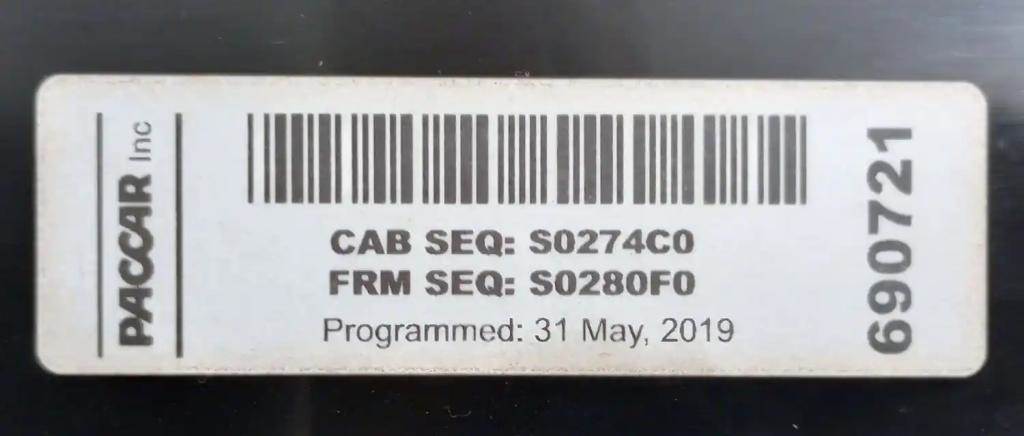 PACCAR Inc
CAB SEQ: S0274C0
FRM SEQ: S0280F0
Programmed: 31 May, 2019
690721